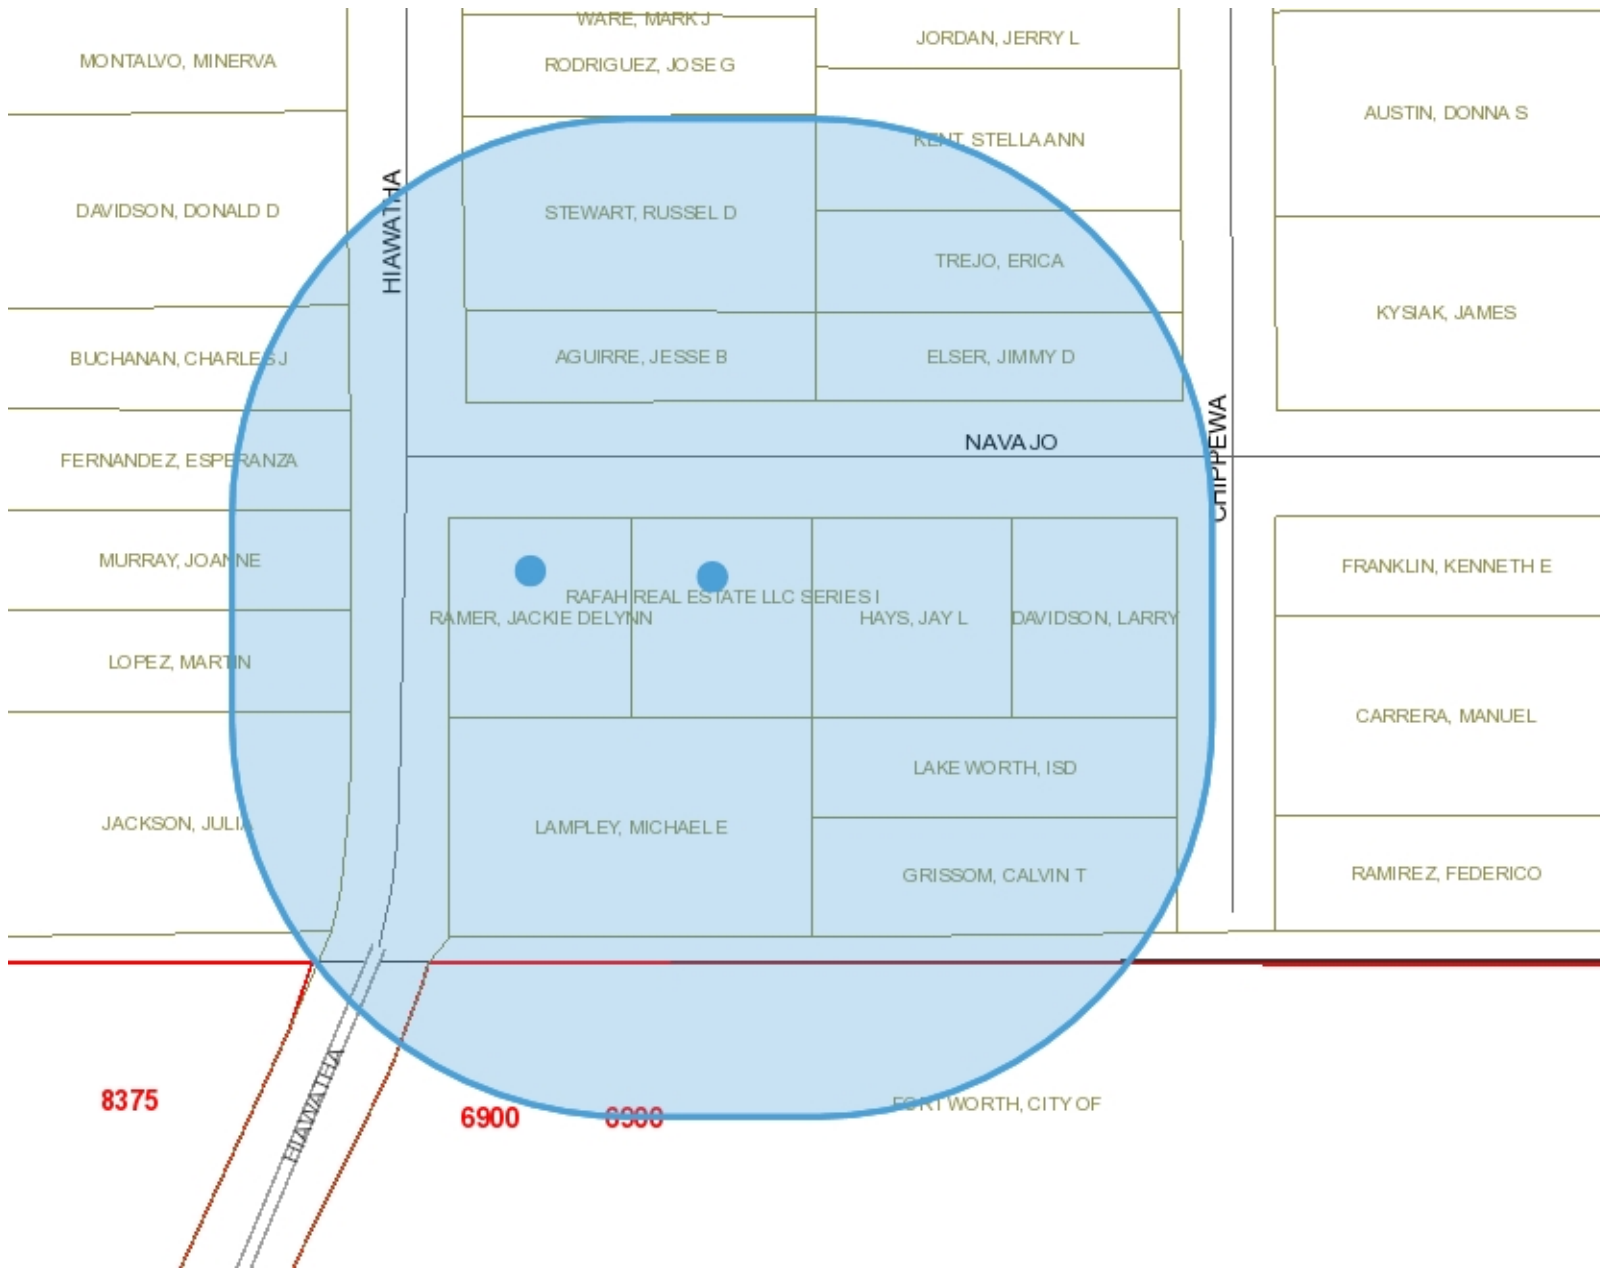 WARE, MARK J
JORDAN, JERRY L
MONTALVO, MINERVA
RODRIGUEZ, JOSE G
AUSTIN, DONNA S
KENT, STELLA ANN
HIAWATHA
DAVIDSON, DONALD D
STEWART, RUSSEL D
TREJO, ERICA
KYSIAK, JAMES
BUCHANAN, CHARLES J
AGUIRRE, JESSE B
ELSER, JIMMY D
NAVAJO
CHIPPEWA
FERNANDEZ, ESPERANZA
MURRAY, JOANNE
FRANKLIN, KENNETH E
RAFAH REAL ESTATE LLC SERIES I
RAMER, JACKIE DELYNN
HAYS, JAY L
DAVIDSON, LARRY
LOPEZ, MARTIN
CARRERA, MANUEL
LAKE WORTH, ISD
JACKSON, JULIA
LAMPLEY, MICHAEL E
GRISSOM, CALVIN T
RAMIREZ, FEDERICO
HIAWATHA
8375
6900
6900
FORT WORTH, CITY OF